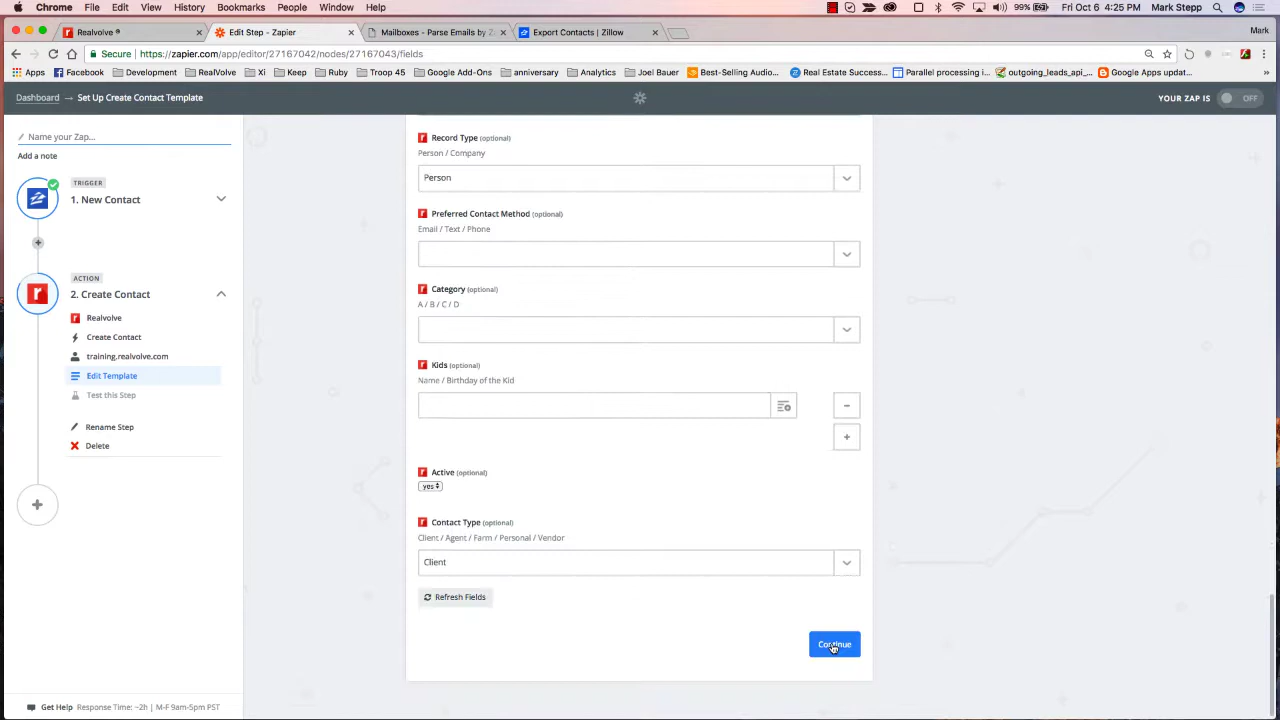 Chrome File Edit View History Bookmarks People Window Help 99% Fri Oct 6 4:25 PM Mark Stepp
Realvolve ® Edit Step - Zapier Mailboxes - Parse Emails by Z Export Contacts | Zillow Mark
Secure https://zapier.com/app/editor/27167042/nodes/27167043/fields
Apps Facebook Development RealVolve Xi Keep Ruby Troop 45 Google Add-Ons anniversary Analytics Joel Bauer Best-Selling Audio... Real Estate Success... Parallel processing i... outgoing_leads_api_... Google Apps updat...
Dashboard → Set Up Create Contact Template YOUR ZAP IS OFF
Name your Zap...
Add a note
TRIGGER
1. New Contact
ACTION
2. Create Contact
Realvolve
Create Contact
training.realvolve.com
Edit Template
Test this Step
Rename Step
Delete
Get Help Response Time: ~2h | M-F 9am-5pm PST
Record Type (optional)
Person / Company
Person
Preferred Contact Method (optional)
Email / Text / Phone
Category (optional)
A / B / C / D
Kids (optional)
Name / Birthday of the Kid
Active (optional)
yes
Contact Type (optional)
Client / Agent / Farm / Personal / Vendor
Client
Refresh Fields
Continue